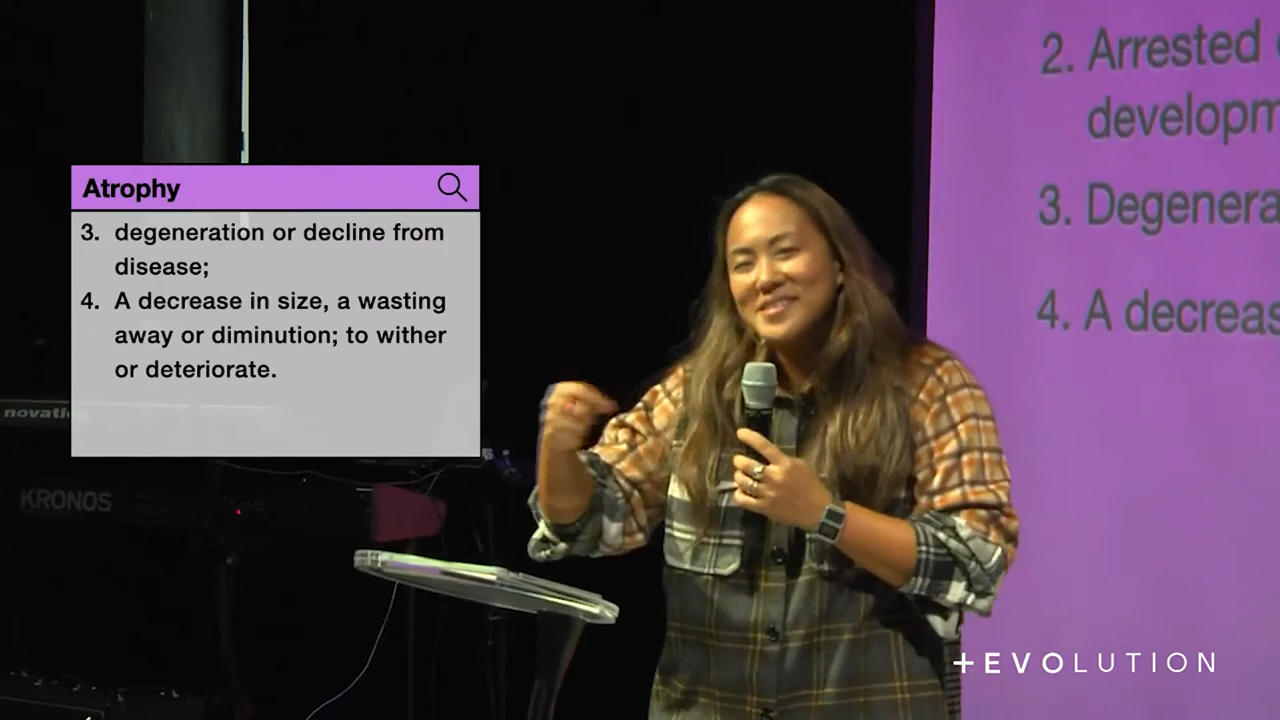 Atrophy
3. degeneration or decline from
disease;
4. A decrease in size, a wasting
away or diminution; to wither
or deteriorate.
2. Arrested
developm
3. Degenera
4. A decreas
novati
KRONOS
+EVOLUTION